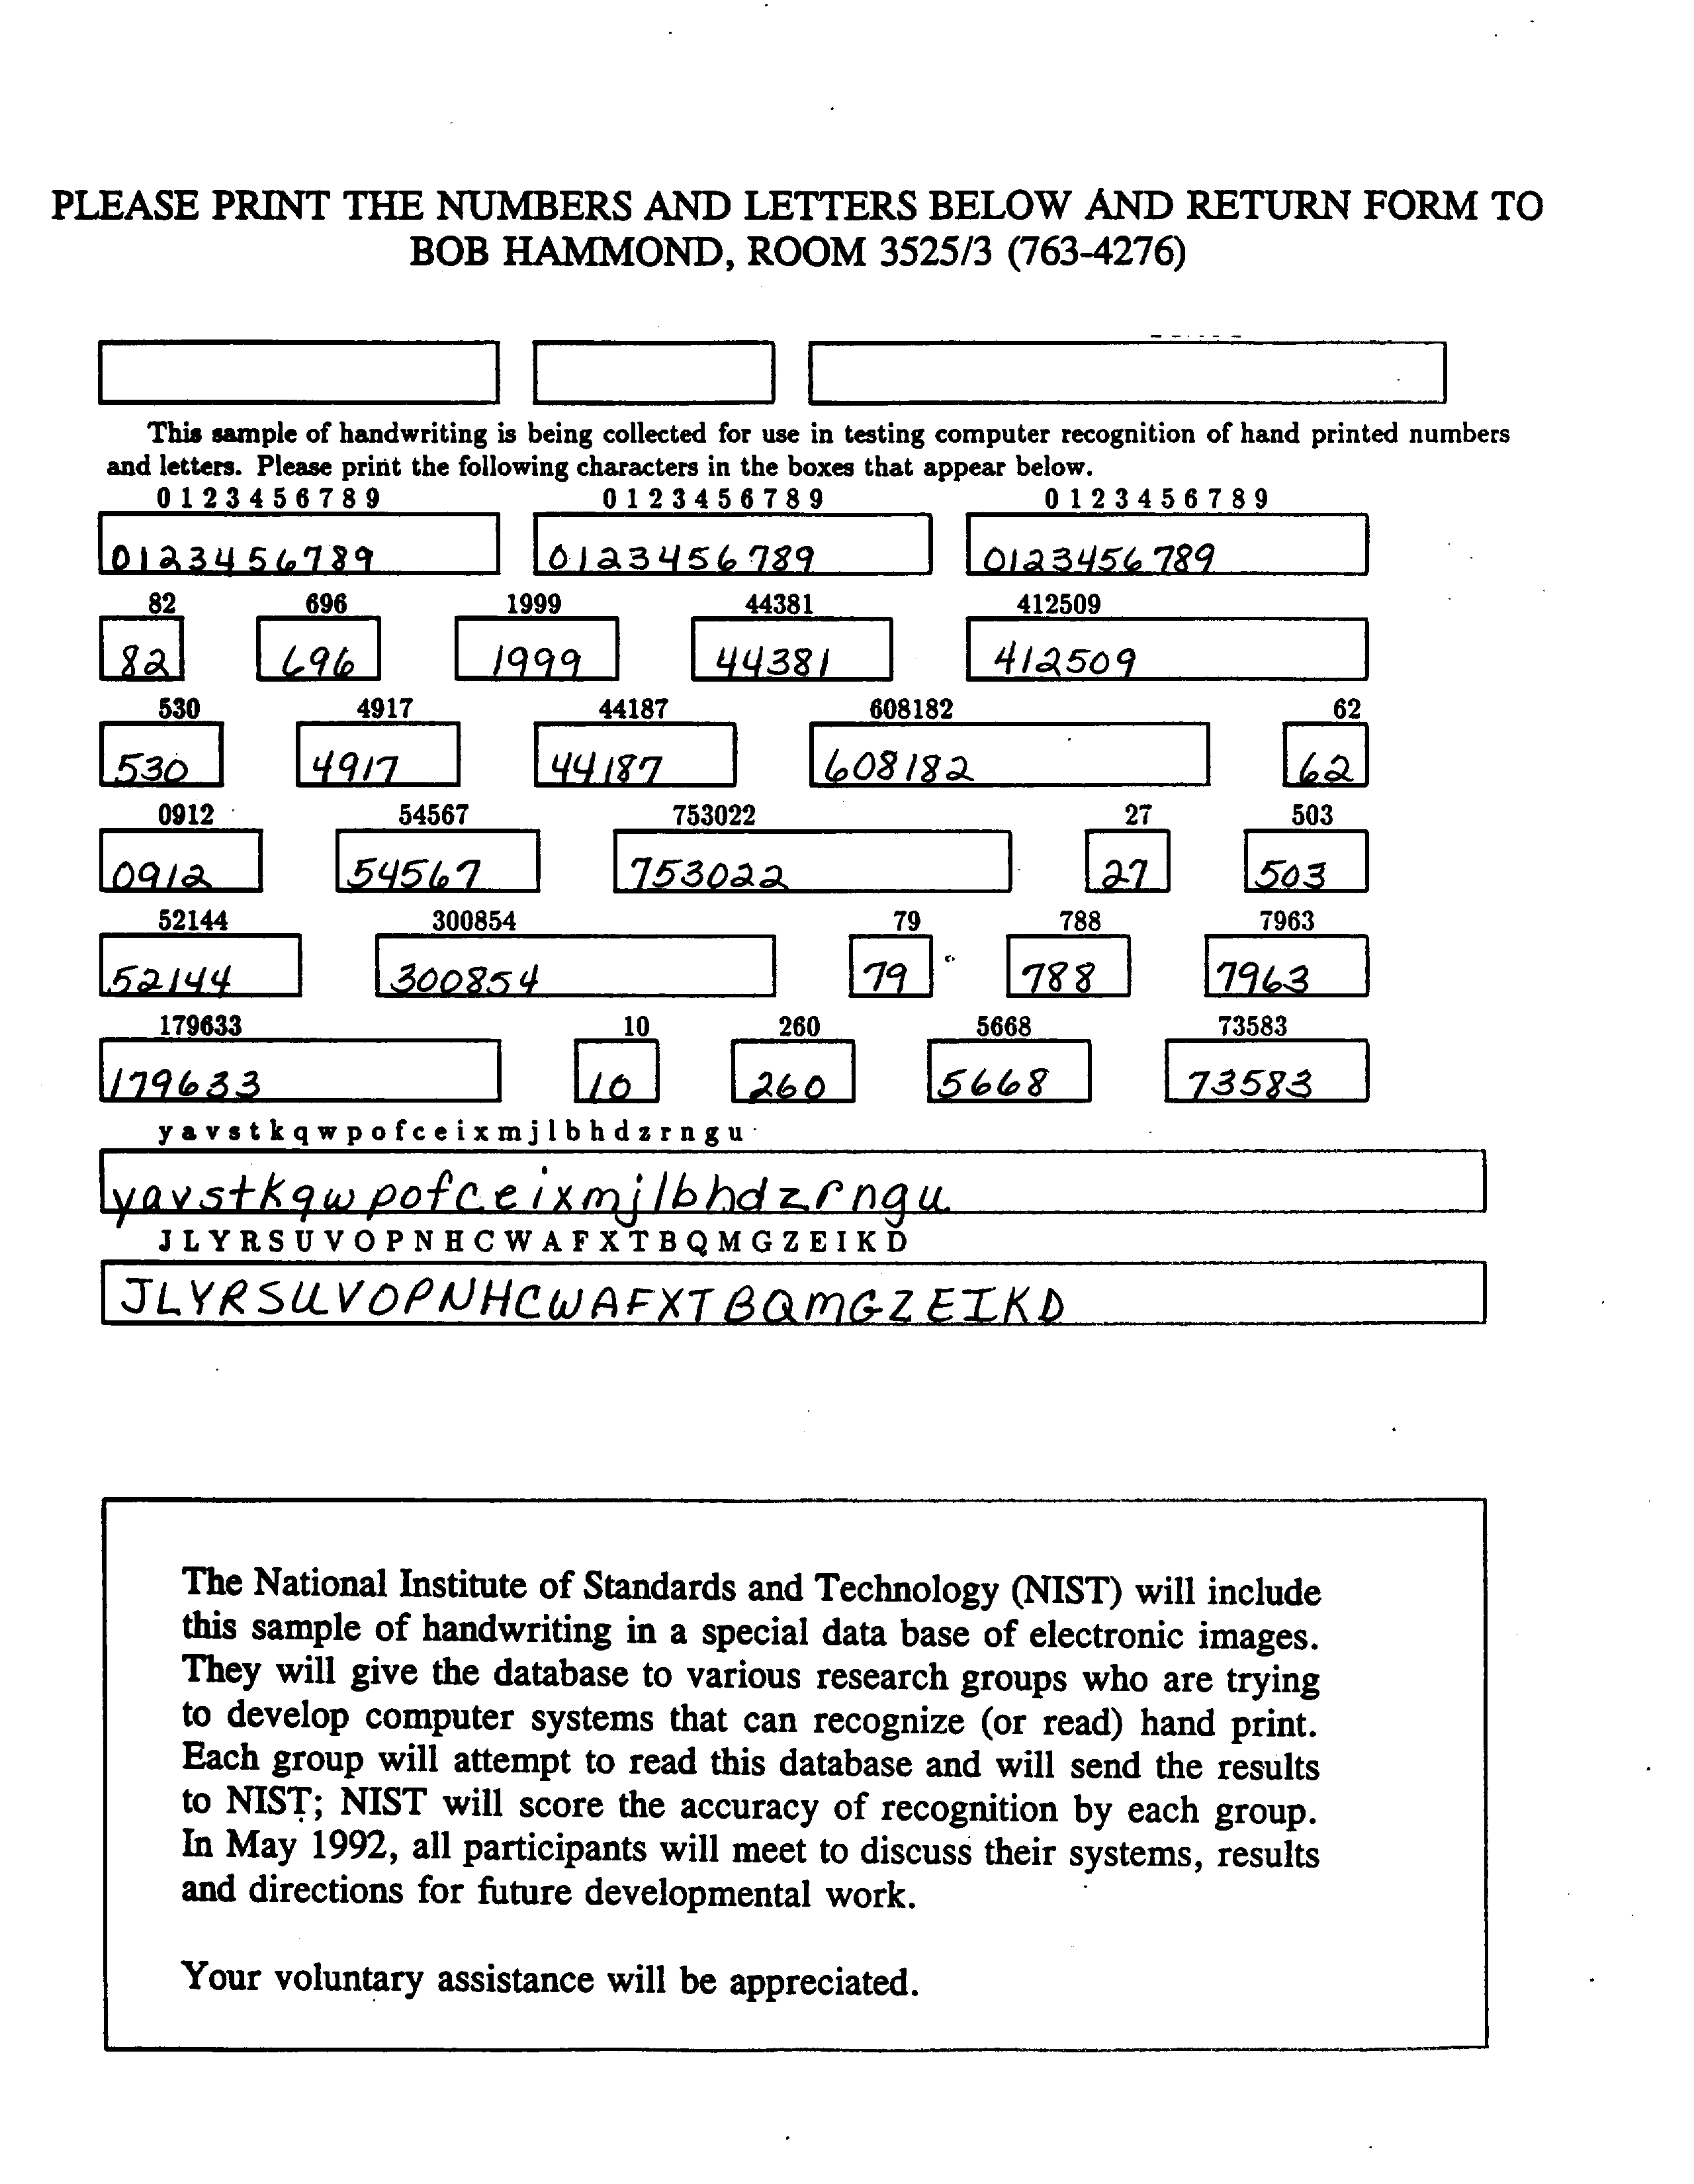 PLEASE PRINT THE NUMBERS AND LETTERS BELOW AND RETURN FORM TO
BOB HAMMOND, ROOM 3525/3 (763-4276)
This sample of handwriting is being collected for use in testing computer recognition of hand printed numbers
and letters. Please print the following characters in the boxes that appear below.
0 1 2 3 4 5 6 7 8 9 0 1 2 3 4 5 6 7 8 9 0 1 2 3 4 5 6 7 8 9
0123456789 0123456789 0123456789
82 696 1999 44381 412509
82 696 1999 44381 412509
530 4917 44187 608182 62
530 4917 44187 608182 62
0912 54567 753022 27 503
0912 54567 753022 27 503
52144 300854 79 788 7963
52144 300854 79 788 7963
179633 10 260 5668 73583
179633 10 260 5668 73583
y a v s t k q w p o f c e i x m j l b h d z r n g u
yavstkqwpofceixmjlbhdzrngu
J L Y R S U V O P N H C W A F X T B Q M G Z E I K D
JLYRSUVOPNHCWAFXTBQMGZEIKD
The National Institute of Standards and Technology (NIST) will include
this sample of handwriting in a special data base of electronic images.
They will give the database to various research groups who are trying
to develop computer systems that can recognize (or read) hand print.
Each group will attempt to read this database and will send the results
to NIST; NIST will score the accuracy of recognition by each group.
In May 1992, all participants will meet to discuss their systems, results
and directions for future developmental work.
Your voluntary assistance will be appreciated.